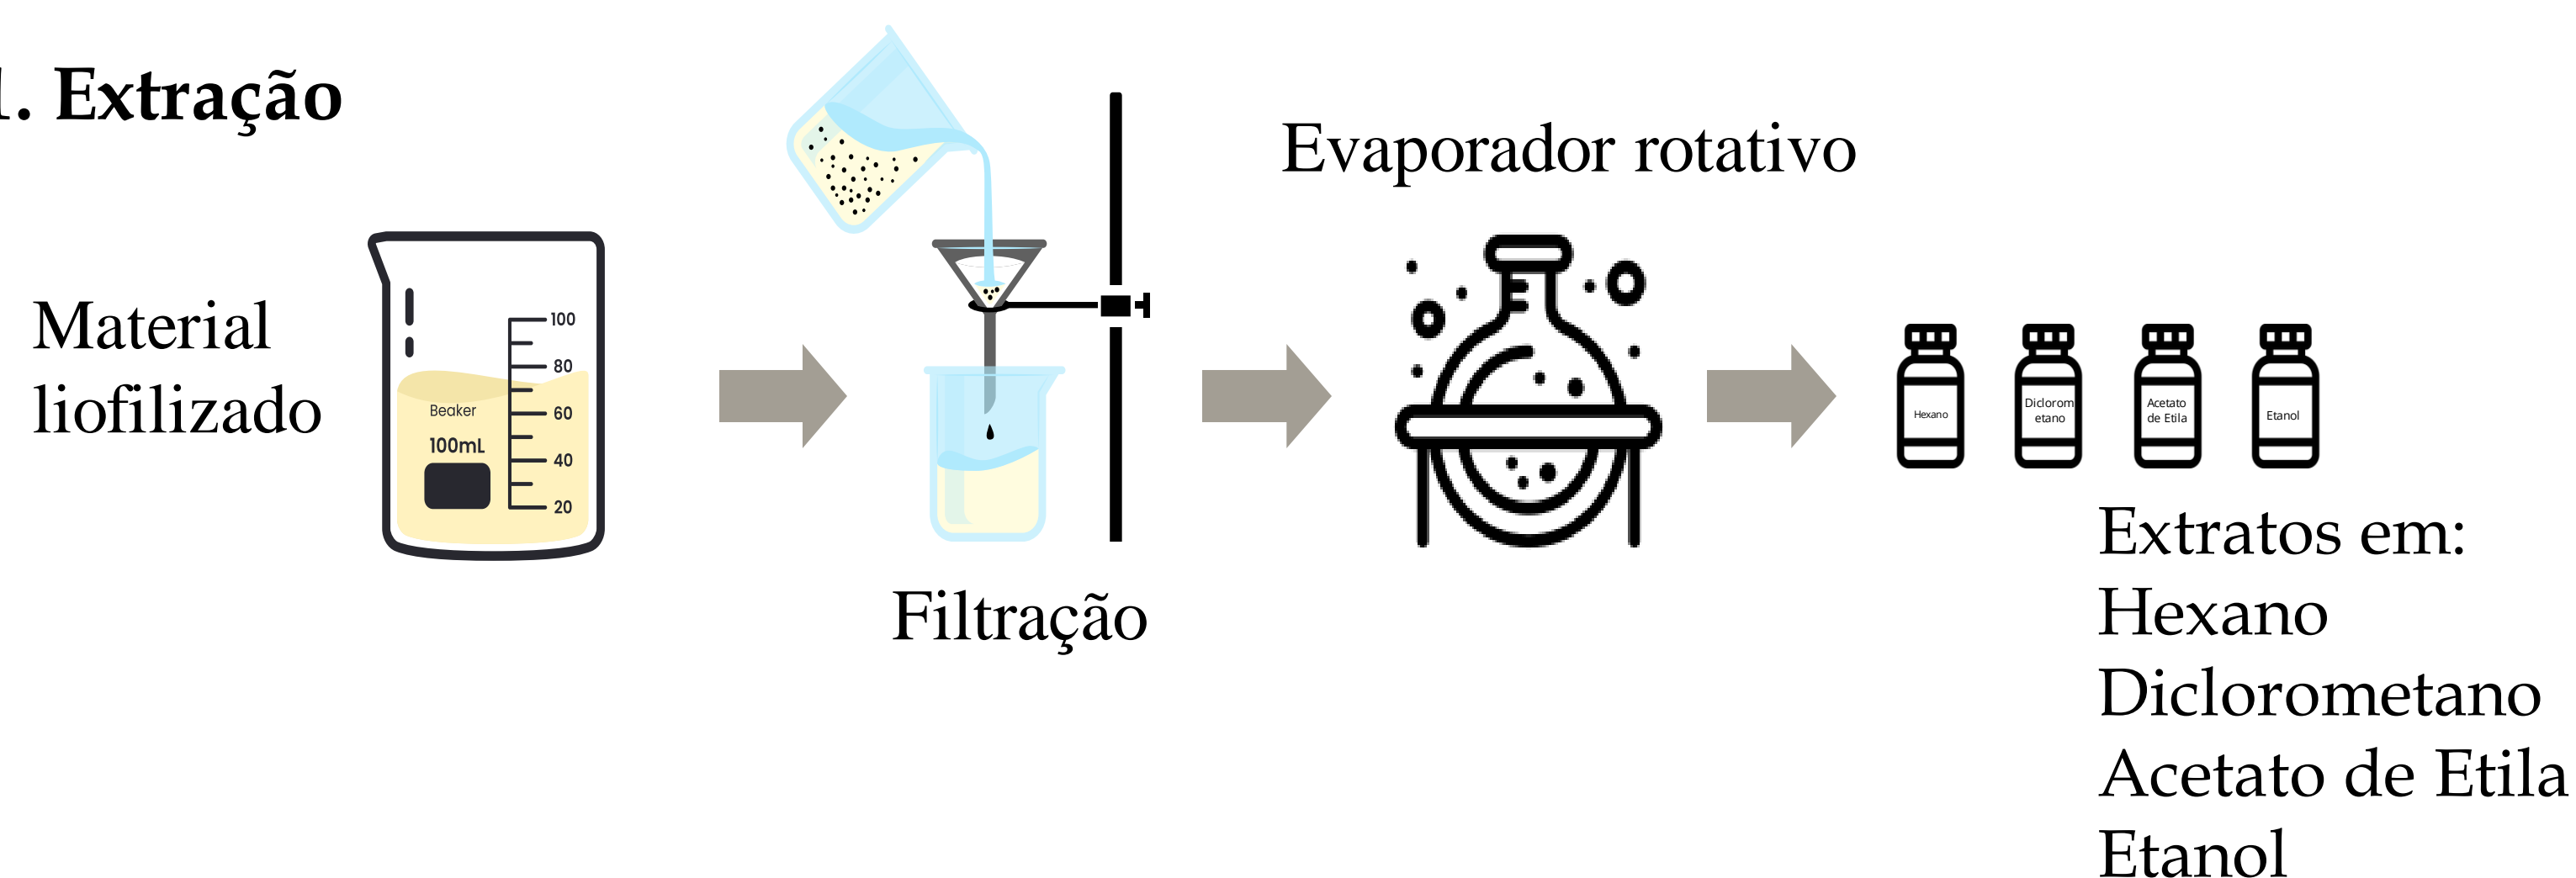 1. Extração
Material
liofilizado
Beaker
100mL
100
80
60
40
20
Filtração
Evaporador rotativo
Hexano
Diclorom
etano
Acetato
de Etila
Etanol
Extratos em:
Hexano
Diclorometano
Acetato de Etila
Etanol